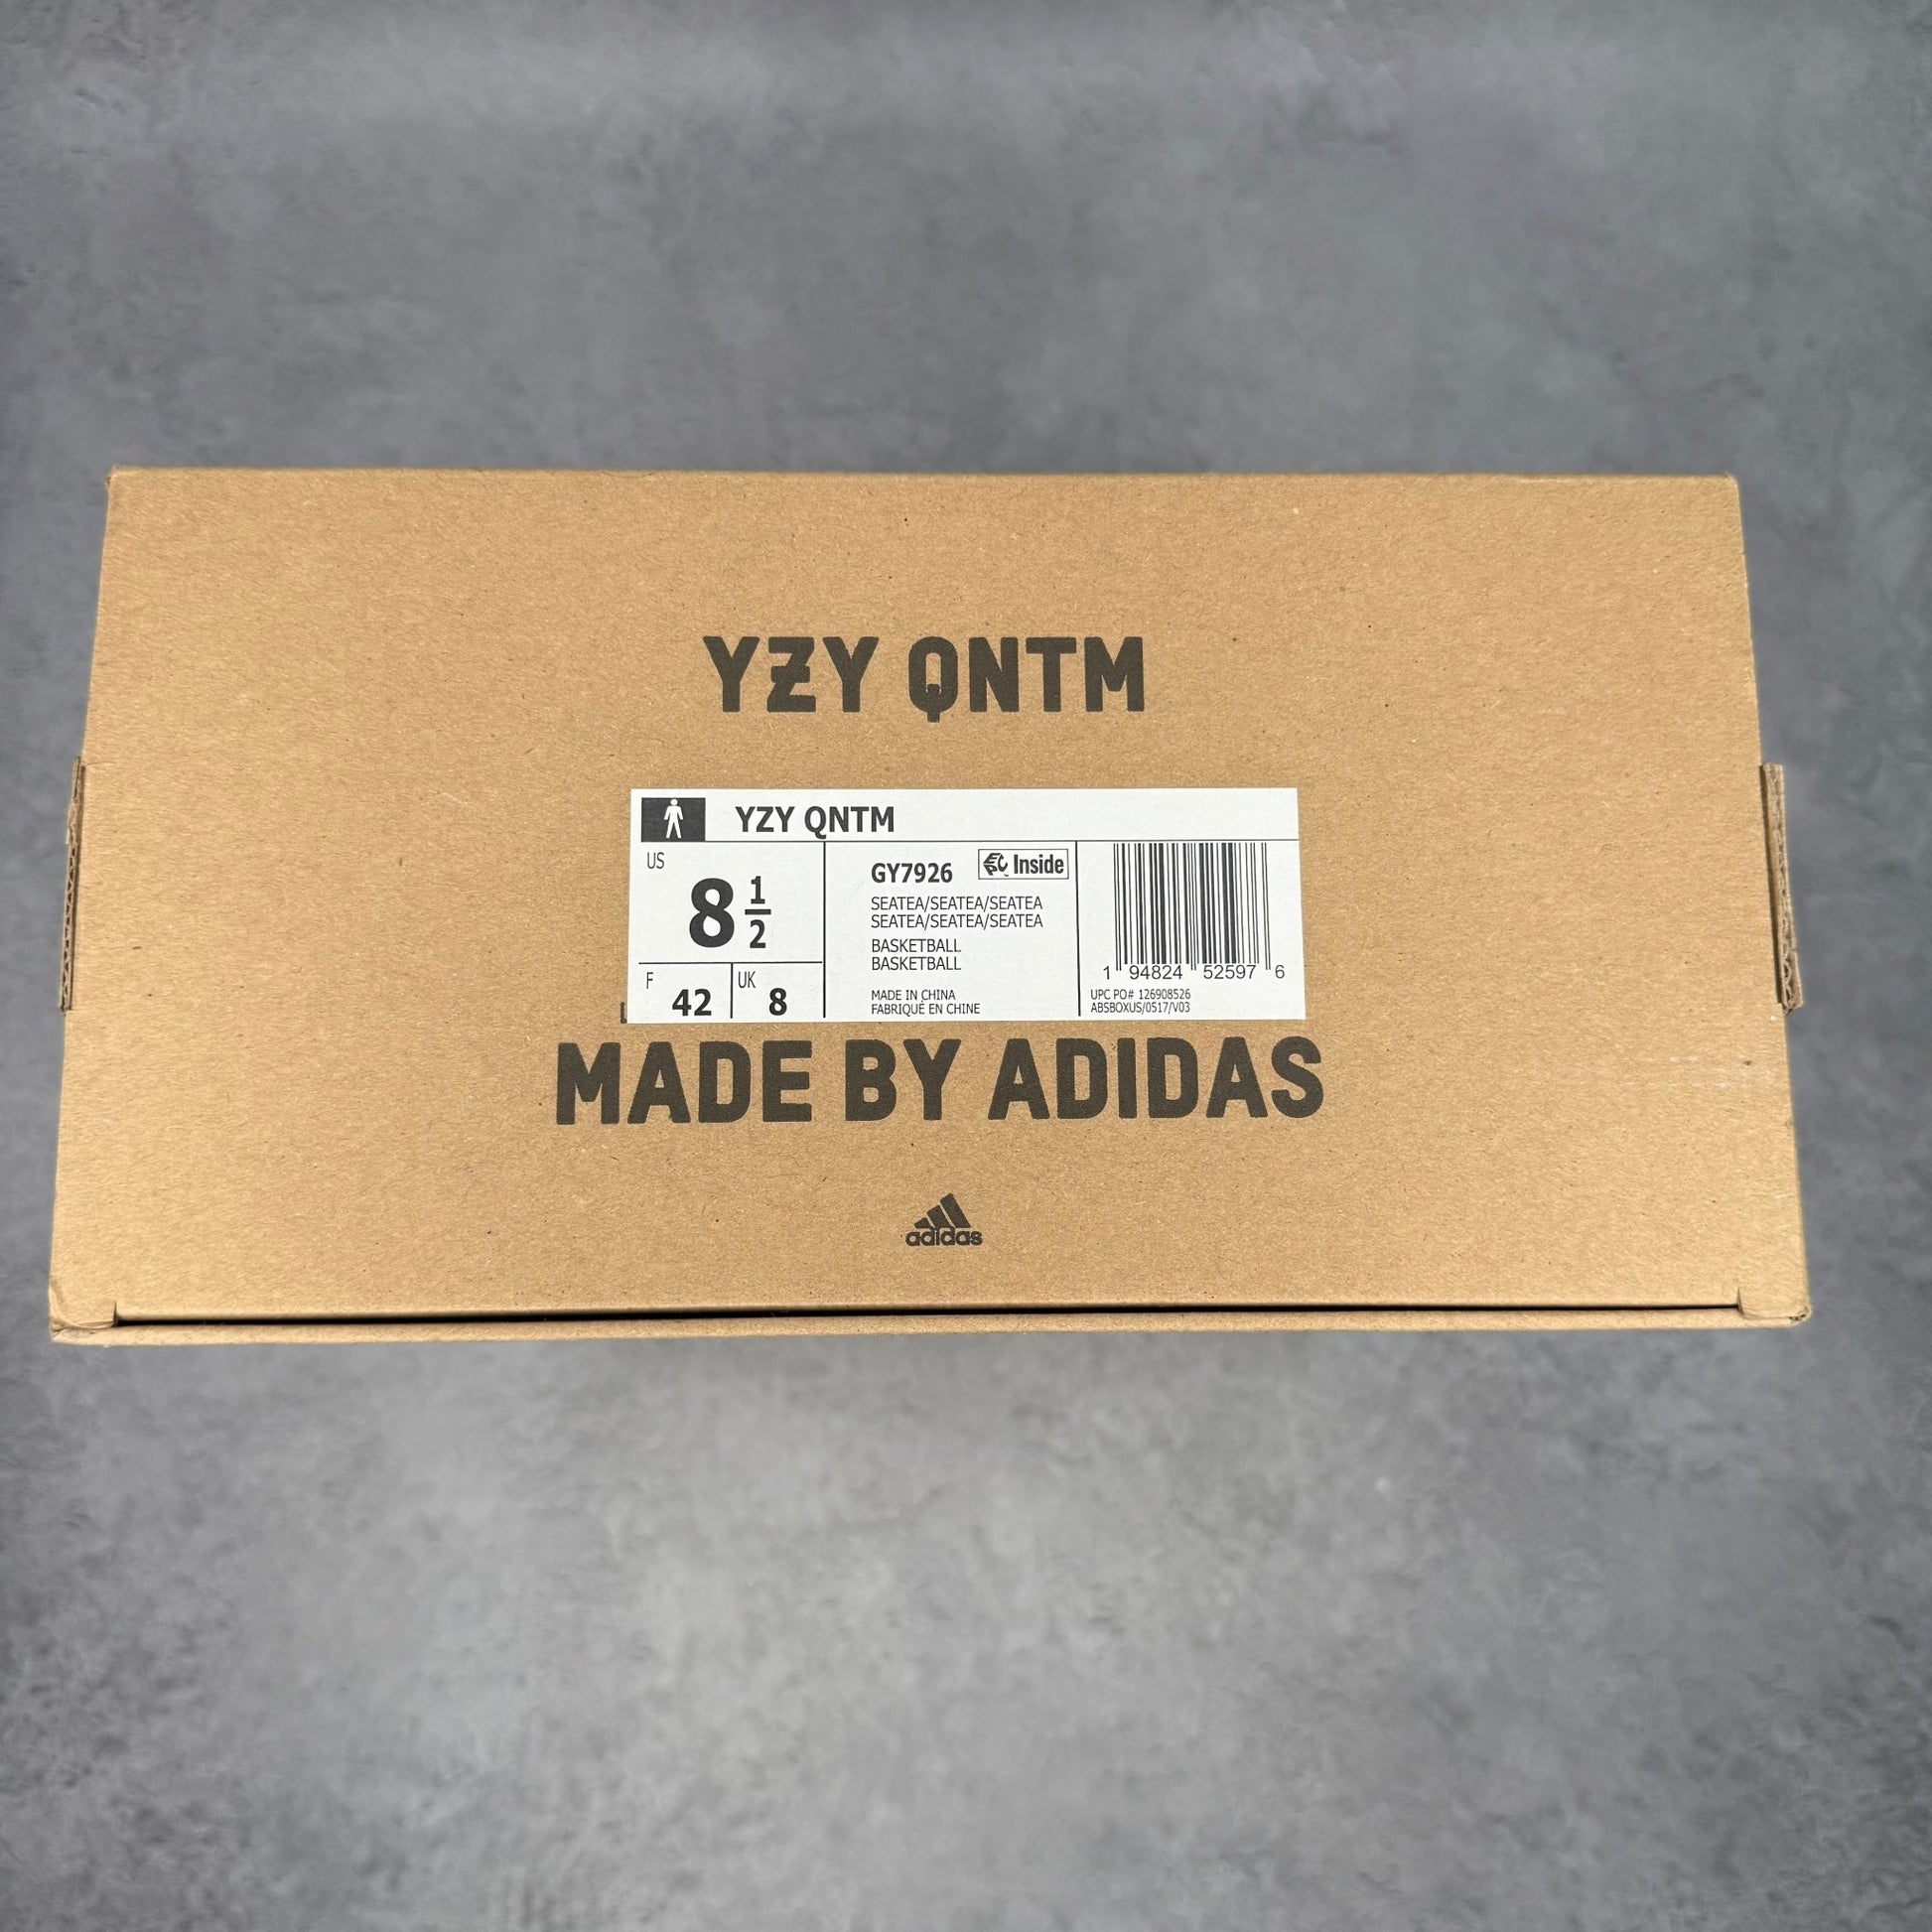 YZY QNTM
YZY QNTM
US
8 1/2
F 42
UK 8
GY7926
Inside
SEATEA/SEATEA/SEATEA
SEATEA/SEATEA/SEATEA
BASKETBALL
BASKETBALL
MADE IN CHINA
FABRIQUÉ EN CHINE
1 94824 52597 6
UPC PO# 126908526
ABSBOXUS/0517/V03
MADE BY ADIDAS
adidas